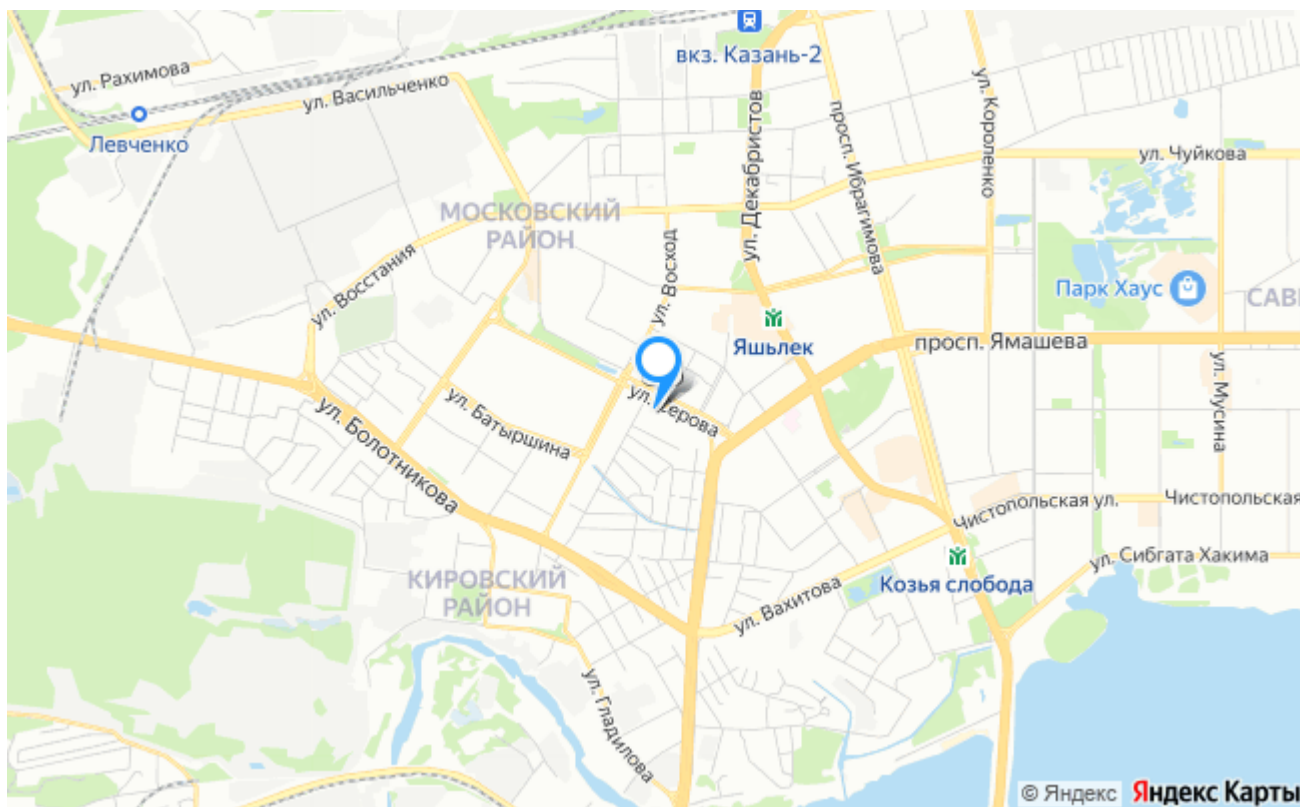 вкз. Казань-2
ул. Рахимова
ул. Васильченко
Левченко
ул. Декабристов
просп. Ибрагимова
ул. Короленко
ул. Чуйкова
МОСКОВСКИЙ
РАЙОН
ул. Восход
ул. Восстания
Парк Хаус
Яшьлек
просп. Ямашева
ул. Мусина
ул. Батыршина
ул. Болотникова
Чистопольская ул.
Чистопольская
ул. Сибгата Хакима
Козья слобода
КИРОВСКИЙ
РАЙОН
ул. Вахитова
ул. Гладилова
© Яндекс Яндекс Карты